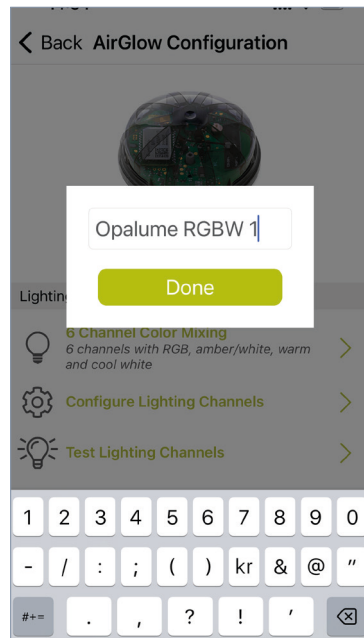 Back AirGlow Configuration
Opalume RGBW 1
Done
6 Channel Color Mixing
6 channels with RGB, amber/white, warm
and cool white
Configure Lighting Channels
Test Lighting Channels
1 2 3 4 5 6 7 8 9 0
- / : ; ( ) kr & @ "
#+= . , ? ! '